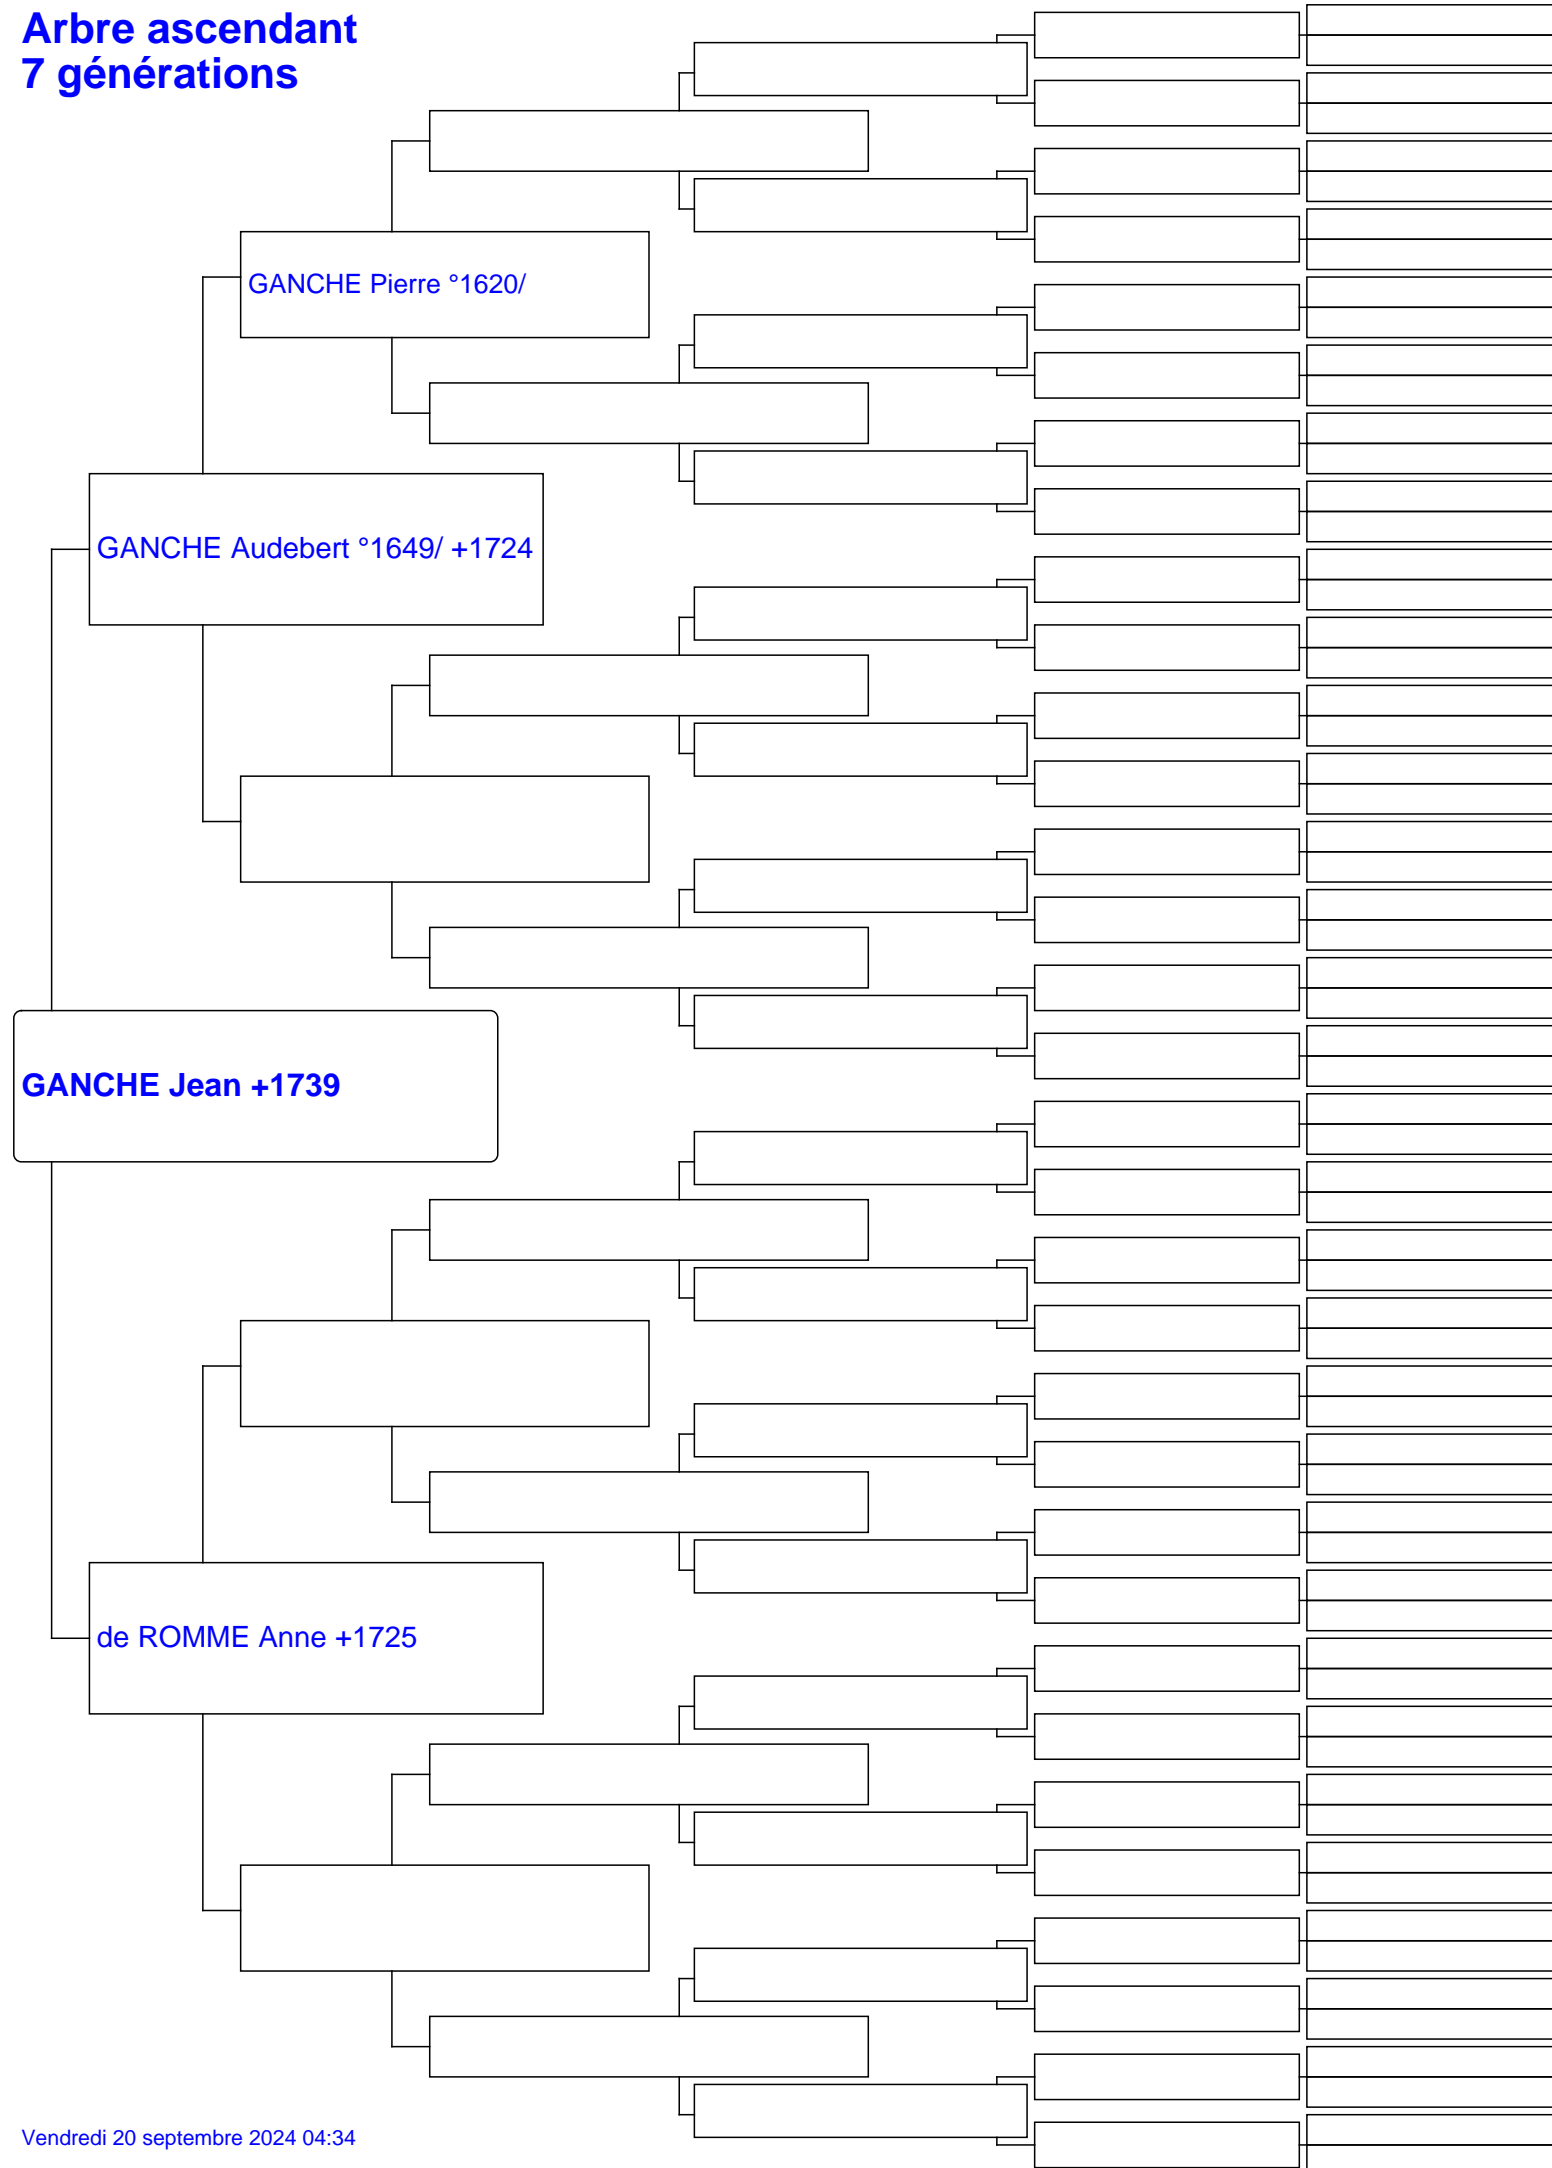 Arbre ascendant
7 générations
GANCHE Pierre °1620/
GANCHE Audebert °1649/ +1724
GANCHE Jean +1739
de ROMME Anne +1725
Vendredi 20 septembre 2024 04:34